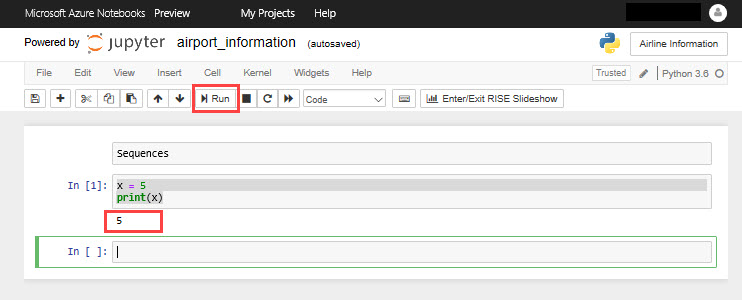 Microsoft Azure Notebooks Preview My Projects Help
Powered by jupyter airport_information (autosaved) Airline Information
File Edit View Insert Cell Kernel Widgets Help Trusted Python 3.6
Run Code Enter/Exit RISE Slideshow
Sequences
In [1]: x = 5
print(x)
5
In [ ]: